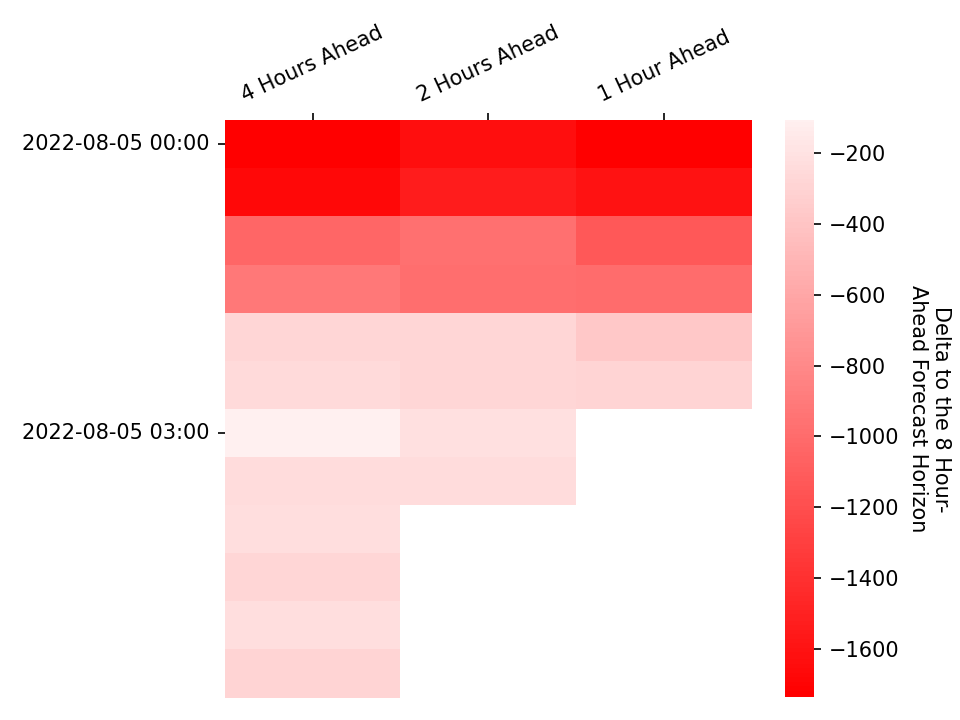 4 Hours Ahead
2 Hours Ahead
1 Hour Ahead
2022-08-05 00:00
2022-08-05 03:00
−200
−400
−600
−800
−1000
−1200
−1400
−1600
Delta to the 8 Hour-
Ahead Forecast Horizon